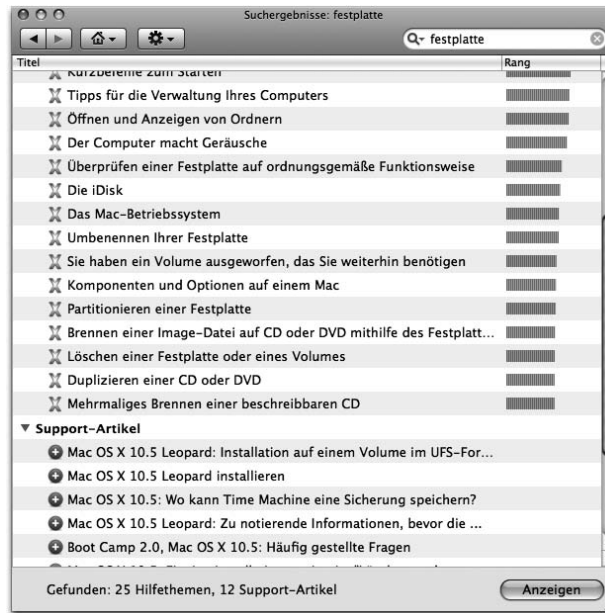 Suchergebnisse: festplatte
festplatte
Titel
Rang
Kurzbefehle zum Starten
Tipps für die Verwaltung Ihres Computers
Öffnen und Anzeigen von Ordnern
Der Computer macht Geräusche
Überprüfen einer Festplatte auf ordnungsgemäße Funktionsweise
Die iDisk
Das Mac-Betriebssystem
Umbenennen Ihrer Festplatte
Sie haben ein Volume ausgeworfen, das Sie weiterhin benötigen
Komponenten und Optionen auf einem Mac
Partitionieren einer Festplatte
Brennen einer Image-Datei auf CD oder DVD mithilfe des Festplatt...
Löschen einer Festplatte oder eines Volumes
Duplizieren einer CD oder DVD
Mehrmaliges Brennen einer beschreibbaren CD
Support-Artikel
Mac OS X 10.5 Leopard: Installation auf einem Volume im UFS-For...
Mac OS X 10.5 Leopard installieren
Mac OS X 10.5: Wo kann Time Machine eine Sicherung speichern?
Mac OS X 10.5 Leopard: Zu notierende Informationen, bevor die ...
Boot Camp 2.0, Mac OS X 10.5: Häufig gestellte Fragen
Gefunden: 25 Hilfethemen, 12 Support-Artikel
Anzeigen